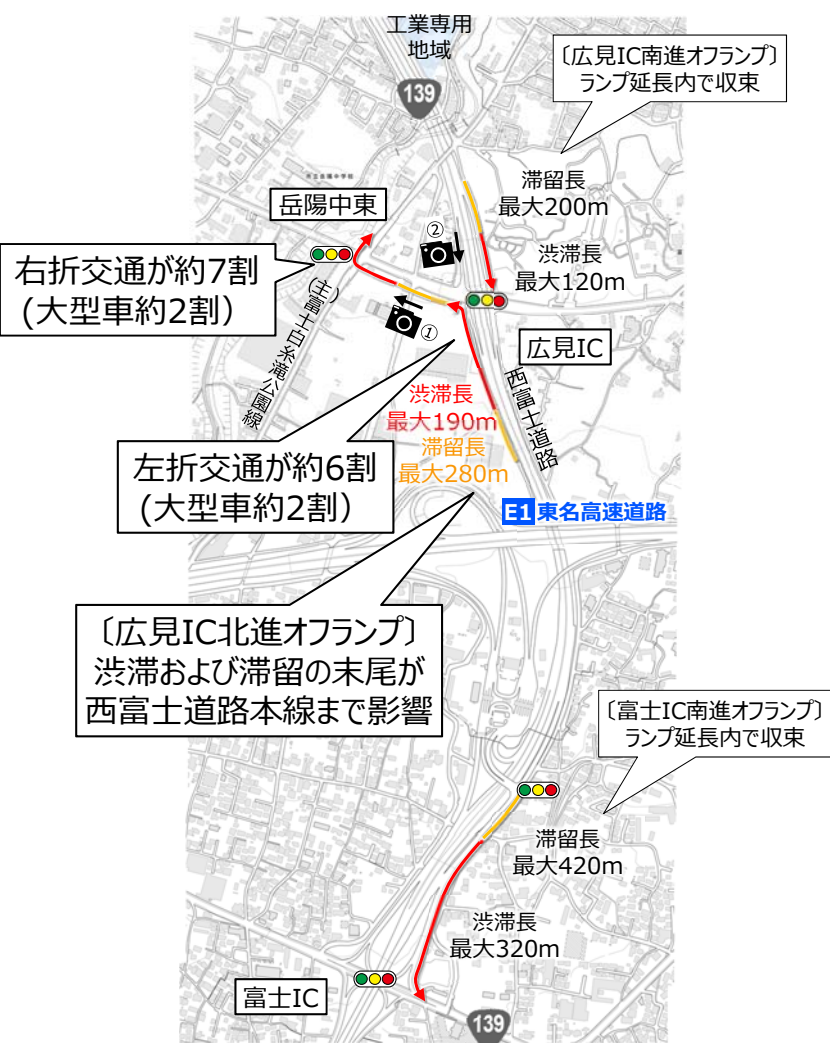 工業専用
地域
139
〔広見IC南進オフランプ〕
ランプ延長内で収束
滞留長
最大200m
岳陽中東
②
渋滞長
最大120m
右折交通が約7割
(大型車約2割）
(主)富士白糸滝公園線
①
広見IC
西富士道路
渋滞長
最大190m
滞留長
最大280m
左折交通が約6割
(大型車約2割）
E1 東名高速道路
〔広見IC北進オフランプ〕
渋滞および滞留の末尾が
西富士道路本線まで影響
〔富士IC南進オフランプ〕
ランプ延長内で収束
滞留長
最大420m
渋滞長
最大320m
富士IC
139